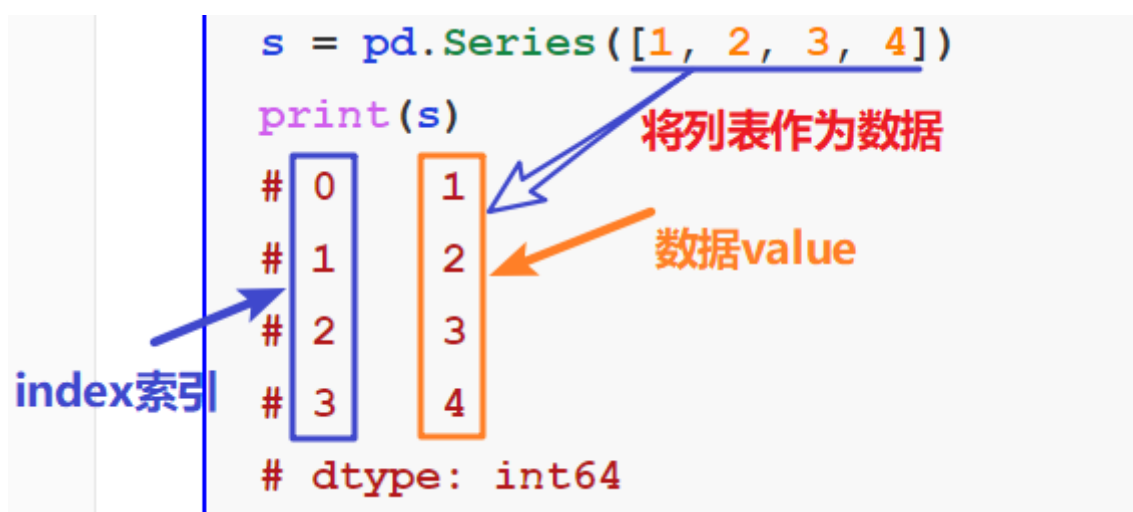 s = pd.Series([1, 2, 3, 4])
print(s)
将列表作为数据
# 0 1
数据value
# 1 2
# 2 3
index索引
# 3 4
# dtype: int64